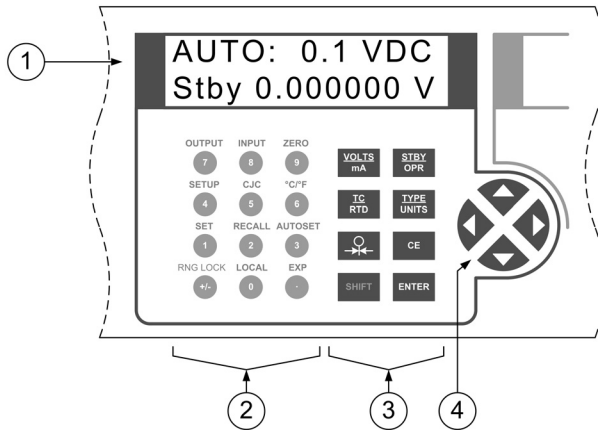 1
AUTO: 0.1 VDC
Stby 0.000000 V
OUTPUT INPUT ZERO
7 8 9
VOLTS STBY
mA OPR
SETUP CJC °C/°F
4 5 6
TC TYPE
RTD UNITS
SET RECALL AUTOSET
1 2 3
CE
RNG LOCK LOCAL EXP
+/- 0 .
SHIFT ENTER
2 3 4